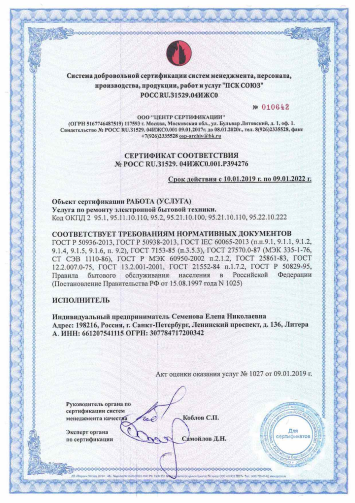 Система добровольной сертификации систем менеджмента, персонала,
производства, продукции, работ и услуг "ПСК СОЮЗ"
РОСС RU.31529.04ИЖС0
№ 010642
ООО "ЦЕНТР СЕРТИФИКАЦИИ"
(ОГРН 5167746487519) 117593 г. Москва, Московская обл., ул. Бульвар Литовский, д. 1, оф. 1.
Свидетельство № РОСС RU.31529. 04ИЖС0.001 09.01.2017г. до 08.01.2020г., тел. 8(926)2335528, факс
+7(926)2335528
СЕРТИФИКАТ СООТВЕТСТВИЯ
№ РОСС RU.31529. 04ИЖС0.001.Р394276
Срок действия с 10.01.2019 г. по 09.01.2022 г.
Объект сертификации РАБОТА (УСЛУГА)
Услуги по ремонту электронной бытовой техники.
Код ОКПД 2 95.1, 95.11.10.110, 95.2, 95.21.10.100, 95.21.10.110, 95.22.10.222
СООТВЕТСТВУЕТ ТРЕБОВАНИЯМ НОРМАТИВНЫХ ДОКУМЕНТОВ
ГОСТ Р 50936-2013, ГОСТ Р 50938-2013, ГОСТ IEC 60065-2013 (п.п.9.1, 9.1.1, 9.1.2,
9.1.4, 9.1.5, 9.1.6, п. 9.2), ГОСТ 7153-85 (п.3.5.3), ГОСТ 27570.0-87 (МЭК 335-1-76,
СТ СЭВ 1110-86), ГОСТ Р МЭК 60950-2002 п.2.1.2, ГОСТ 25861-83, ГОСТ
12.2.007.0-75, ГОСТ 13.2.001-2001, ГОСТ 21552-84 п.1.7.2, ГОСТ Р 50829-95,
Правила бытового обслуживания населения в Российской Федерации
(Постановление Правительства РФ от 15.08.1997 года N 1025)
ИСПОЛНИТЕЛЬ
Индивидуальный предприниматель Семенова Елена Николаевна
Адрес: 198216, Россия, г. Санкт-Петербург, Ленинский проспект, д. 136, Литера
А. ИНН: 661207541115 ОГРН: 307784717200342
Акт оценки оказания услуг № 1027 от 09.01.2019 г.
Руководитель органа по
сертификации систем
менеджмента качества
Коблов С.П.
Эксперт органа
по сертификации
Самойлов Д.Н.
Для
сертификатов